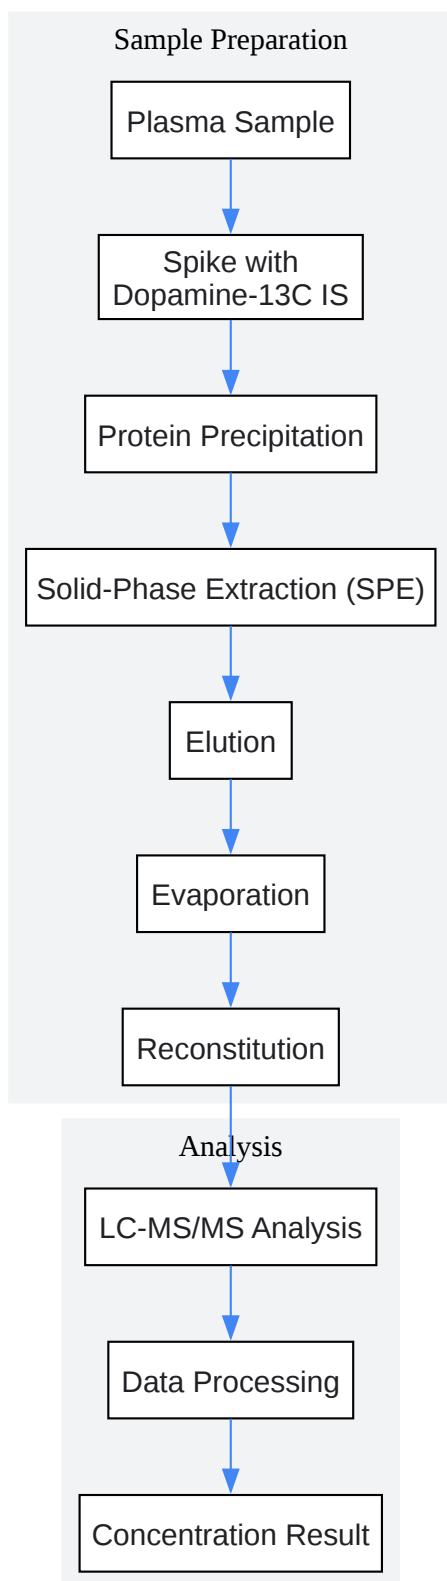 Sample Preparation
Plasma Sample
Spike with
Dopamine-13C IS
Protein Precipitation
Solid-Phase Extraction (SPE)
Elution
Evaporation
Reconstitution
Analysis
LC-MS/MS Analysis
Data Processing
Concentration Result